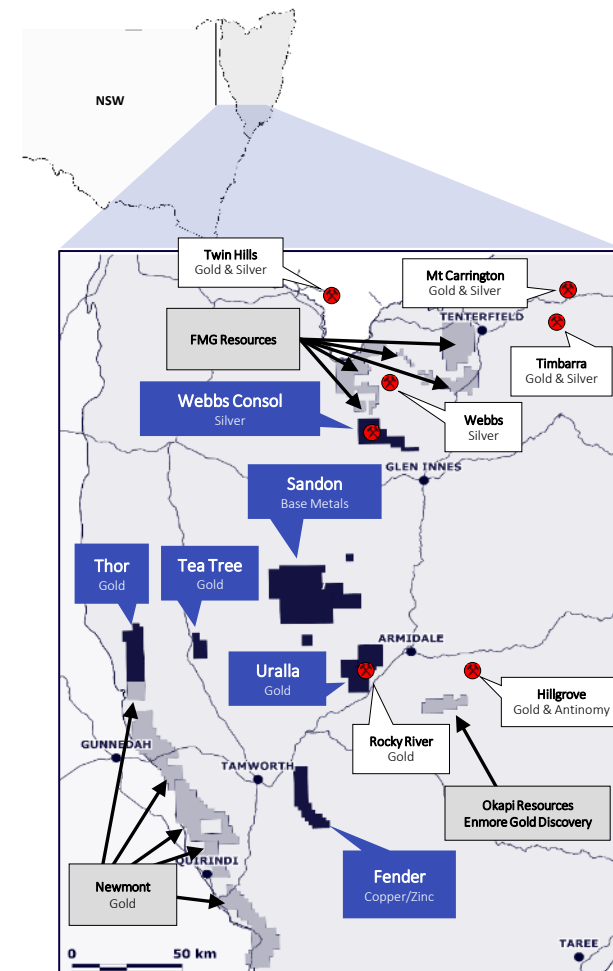 NSW
Twin Hills
Gold & Silver
Mt Carrington
Gold & Silver
TENTERFIELD
FMG Resources
Timbarra
Gold & Silver
Webbs Consol
Silver
Webbs
Silver
GLEN INNES
Sandon
Base Metals
Thor
Gold
Tea Tree
Gold
ARMIDALE
Uralla
Gold
Hillgrove
Gold & Antinomy
Rocky River
Gold
GUNNEDAH
TAMWORTH
Okapi Resources
Enmore Gold Discovery
QUIRINDI
Fender
Copper/Zinc
Newmont
Gold
0 50 km
TAREE